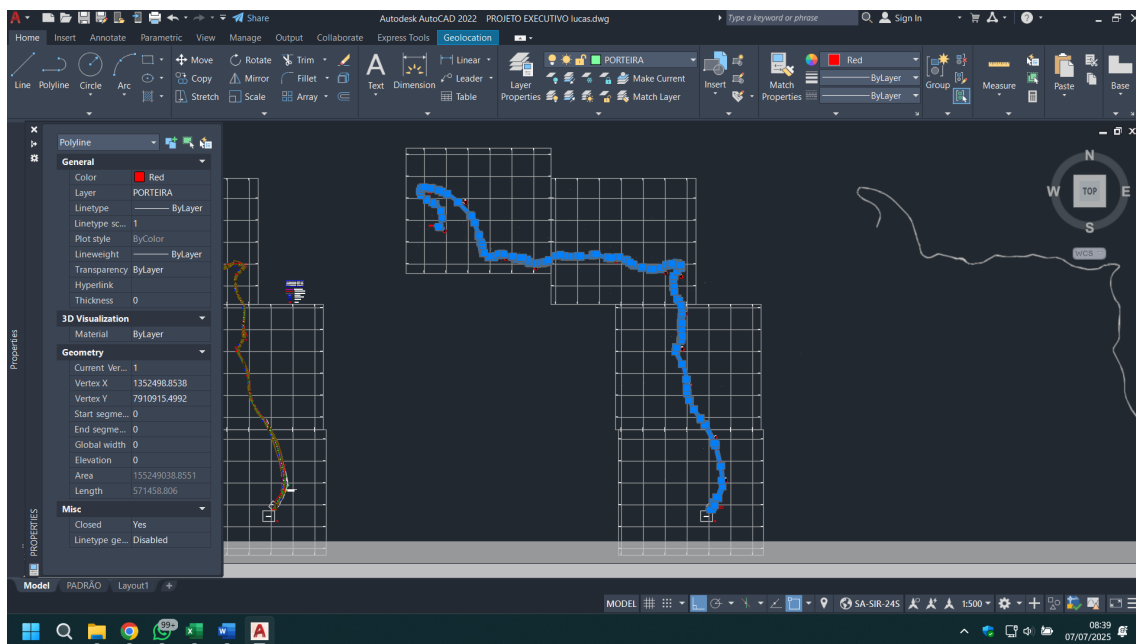 Share
Autodesk AutoCAD 2022 PROJETO EXECUTIVO lucas.dwg
Type a keyword or phrase
Sign In
Home Insert Annotate Parametric View Manage Output Collaborate Express Tools Geolocation
Line Polyline Circle Arc
Move Rotate Trim
Copy Mirror Fillet
Stretch Scale Array
Text Dimension
Linear
Leader
Table
Layer Properties
PORTEIRA
Make Current
Match Layer
Insert
Match Properties
Red
ByLayer
ByLayer
Group
Measure
Paste
Base
Polyline
General
Color Red
Layer PORTEIRA
Linetype ByLayer
Linetype sc... 1
Plot style ByColor
Lineweight ByLayer
Transparency ByLayer
Hyperlink
Thickness 0
3D Visualization
Material ByLayer
Geometry
Current Ver... 1
Vertex X 1352498.8538
Vertex Y 7910915.4992
Start segme... 0
End segme... 0
Global width 0
Elevation 0
Area 155249038.8551
Length 571458.806
Misc
Closed Yes
Linetype ge... Disabled
Properties
PROPERTIES
N
W TOP E
S
WCS
Model PADRÃO Layout1 +
MODEL SA-SIR-24S 1:500
99+
08:39
07/07/2025